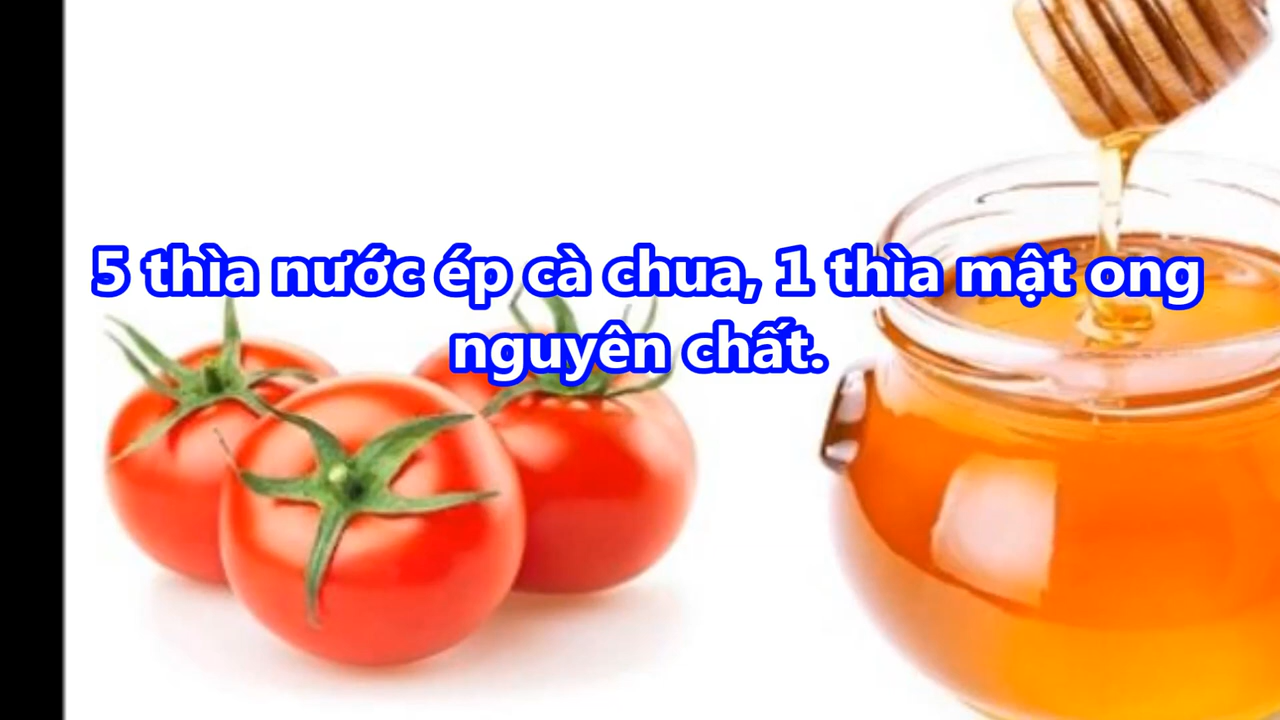 5 thìa nước ép cà chua, 1 thìa mật ong
nguyên chất.